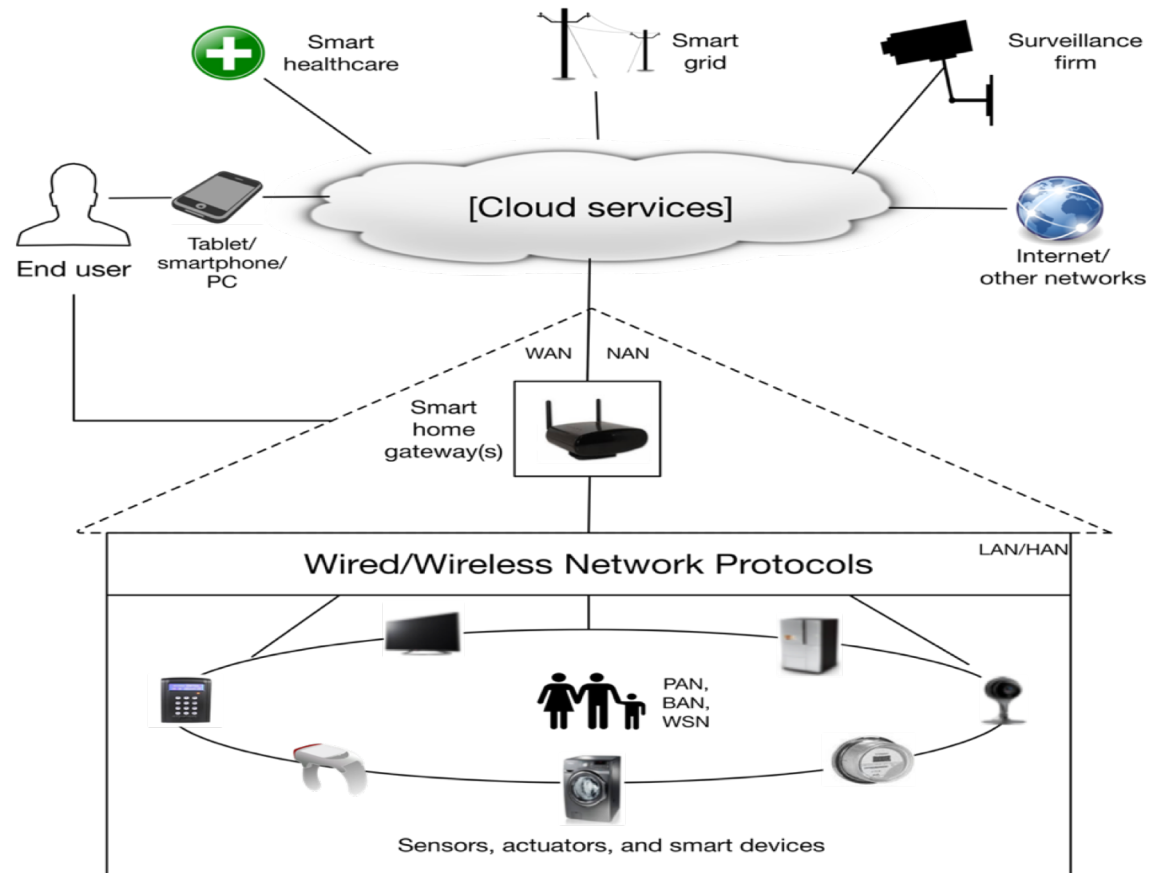 Smart
healthcare
Smart
grid
Surveillance
firm
[Cloud services]
End user
Tablet/
smartphone/
PC
Internet/
other networks
WAN
NAN
Smart
home
gateway(s)
LAN/HAN
Wired/Wireless Network Protocols
PAN,
BAN,
WSN
Sensors, actuators, and smart devices